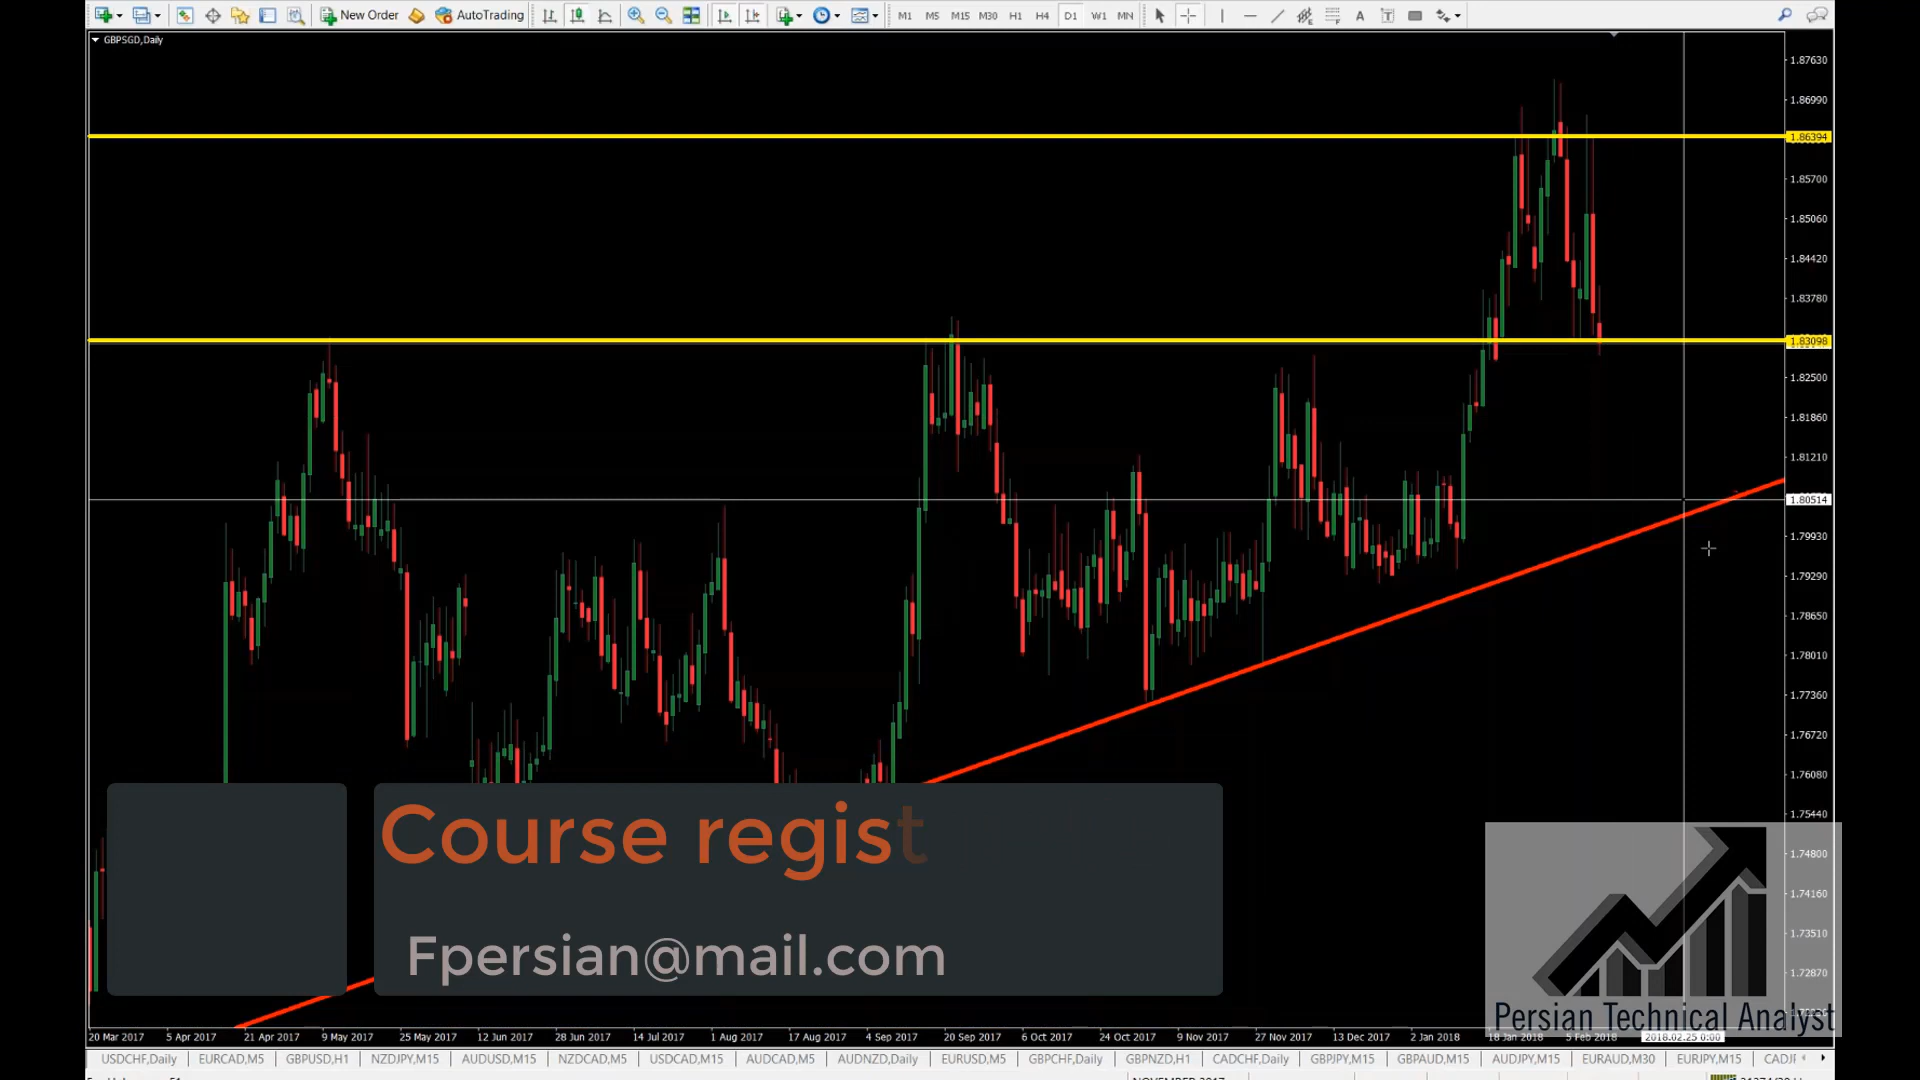 New Order
AutoTrading
M1 M5 M15 M30 H1 H4 D1 W1 MN
GBPSGD,Daily
1.87630
1.86990
1.86394
1.85700
1.85060
1.84420
1.83780
1.83098
1.82500
1.81860
1.81210
1.80514
1.79930
1.79290
1.78650
1.78010
1.77360
1.76720
1.76080
1.75440
1.74800
1.74160
1.73510
1.72870
Course regist
Fpersian@mail.com
Persian Technical Analyst
20 Mar 2017 5 Apr 2017 21 Apr 2017 9 May 2017 25 May 2017 12 Jun 2017 28 Jun 2017 14 Jul 2017 1 Aug 2017 17 Aug 2017 4 Sep 2017 20 Sep 2017 6 Oct 2017 24 Oct 2017 9 Nov 2017 27 Nov 2017 13 Dec 2017 2 Jan 2018 18 Jan 2018 5 Feb 2018 2018.02.25 0:00
USDCHF,Daily EURCAD,M5 GBPUSD,H1 NZDJPY,M15 AUDUSD,M15 NZDCAD,M5 USDCAD,M15 AUDCAD,M5 AUDNZD,Daily EURUSD,M5 GBPCHF,Daily GBPNZD,H1 CADCHF,Daily GBPJPY,M15 GBPAUD,M15 AUDJPY,M15 EURAUD,M30 EURJPY,M15 CADJ